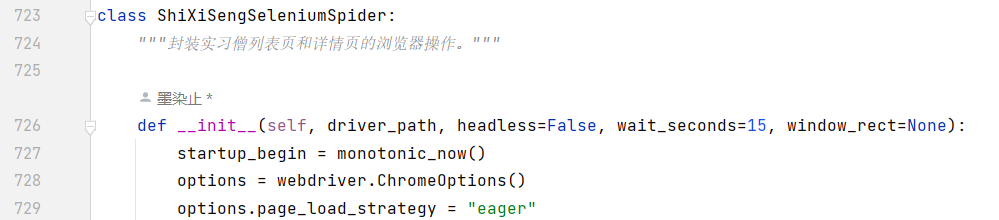 723 class ShiXiSengSeleniumSpider:
724 """封装实习僧列表页和详情页的浏览器操作。"""
725
墨染止 *
726 def __init__(self, driver_path, headless=False, wait_seconds=15, window_rect=None):
727 startup_begin = monotonic_now()
728 options = webdriver.ChromeOptions()
729 options.page_load_strategy = "eager"